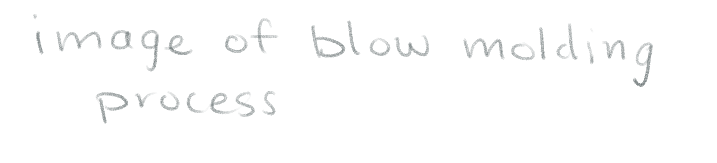 image of blow molding
process